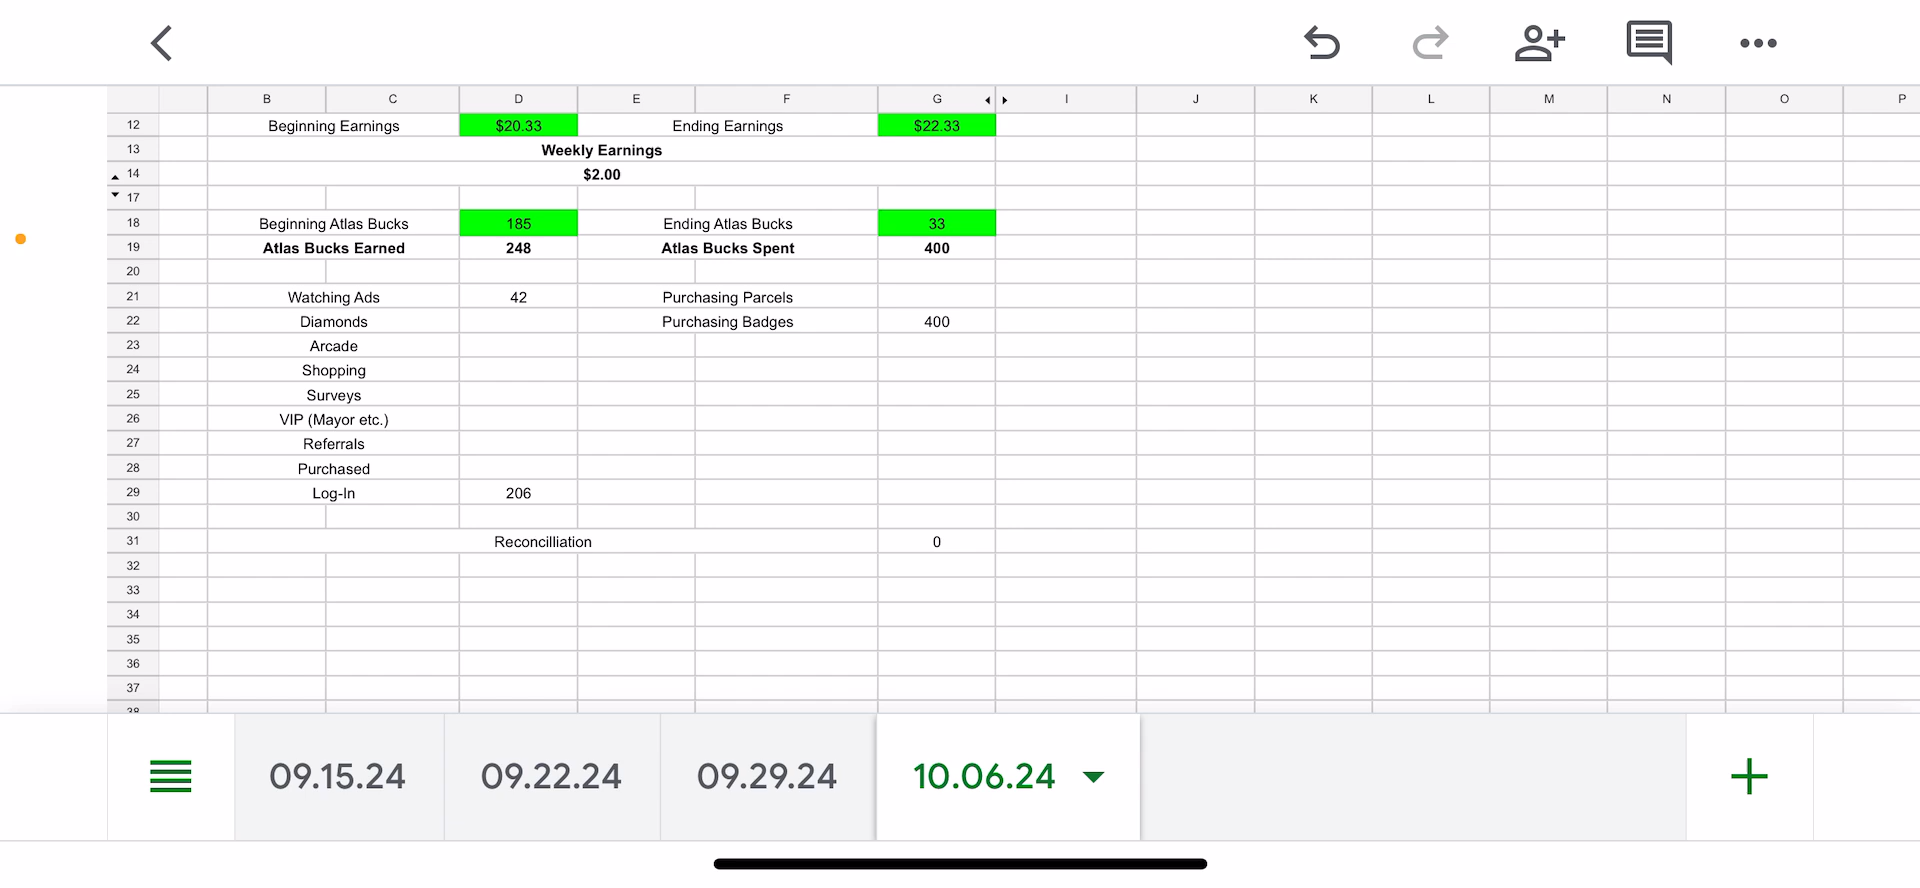 B C D E F G I J K L M N O P
12 Beginning Earnings $20.33 Ending Earnings $22.33
13 Weekly Earnings
14 $2.00
17
18 Beginning Atlas Bucks 185 Ending Atlas Bucks 33
19 Atlas Bucks Earned 248 Atlas Bucks Spent 400
20
21 Watching Ads 42 Purchasing Parcels
22 Diamonds Purchasing Badges 400
23 Arcade
24 Shopping
25 Surveys
26 VIP (Mayor etc.)
27 Referrals
28 Purchased
29 Log-In 206
30
31 Reconcilliation 0
32
33
34
35
36
37
38
09.15.24 09.22.24 09.29.24 10.06.24